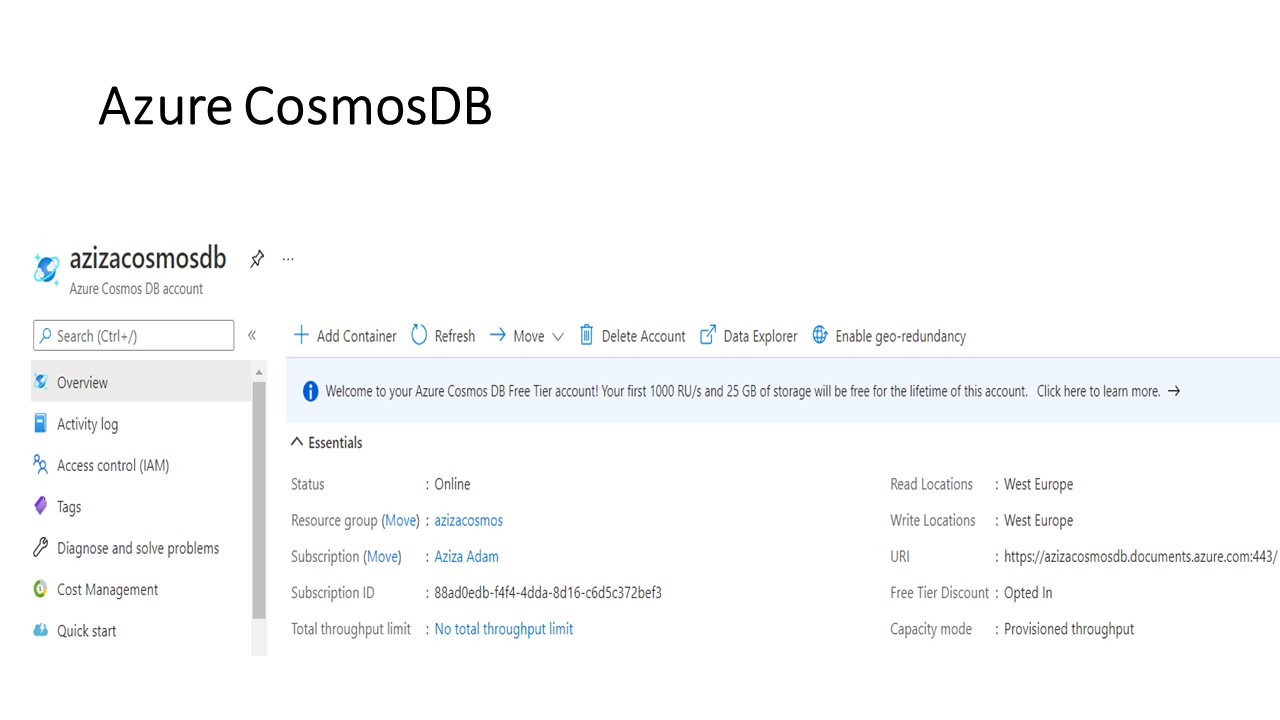 Azure CosmosDB
azizacosmosdb
...
Azure Cosmos DB account
Search (Ctrl+/)
«
Add Container Refresh Move Delete Account Data Explorer Enable geo-redundancy
Overview
Welcome to your Azure Cosmos DB Free Tier account! Your first 1000 RU/s and 25 GB of storage will be free for the lifetime of this account. Click here to learn more. →
Activity log
Essentials
Access control (IAM)
Status : Online
Read Locations : West Europe
Tags
Resource group (Move) : azizacosmos
Write Locations : West Europe
Diagnose and solve problems
Subscription (Move) : Aziza Adam
URI : https://azizacosmosdb.documents.azure.com:443/
Cost Management
Subscription ID : 88ad0edb-f4f4-4dda-8d16-c6d5c372bef3
Free Tier Discount : Opted In
Quick start
Total throughput limit : No total throughput limit
Capacity mode : Provisioned throughput